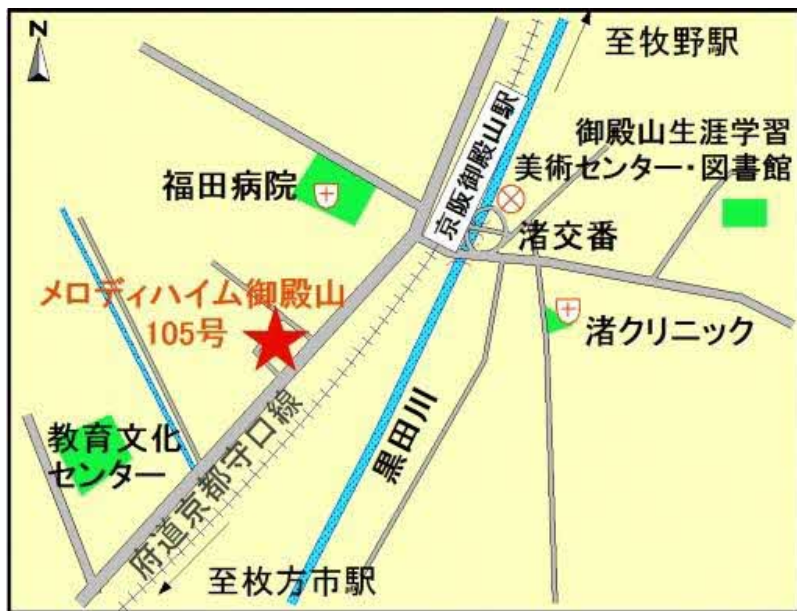 N
至牧野駅
御殿山生涯学習
美術センター・図書館
京阪御殿山駅
福田病院
渚交番
メロディハイム御殿山
105号
渚クリニック
教育文化
センター
黒田川
府道京都守口線
至枚方市駅